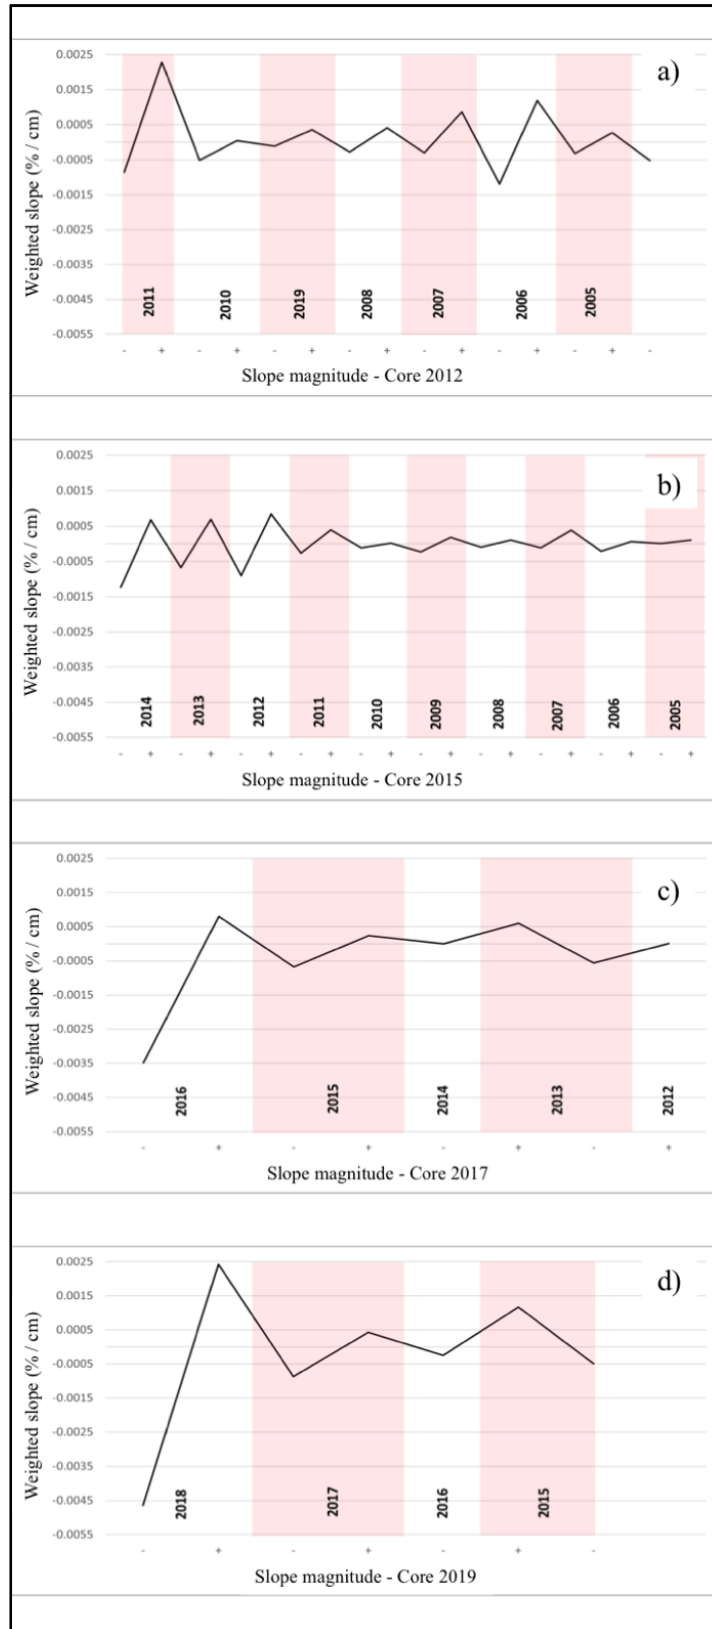 a)
Weighted slope (% / cm)
0.0025
0.0015
0.0005
-0.0005
-0.0015
-0.0025
-0.0035
-0.0045
-0.0055
2011 2010 2019 2008 2007 2006 2005
- + - + - + - + - + - + - + -
Slope magnitude - Core 2012
b)
Weighted slope (% / cm)
0.0025
0.0015
0.0005
-0.0005
-0.0015
-0.0025
-0.0035
-0.0045
-0.0055
2014 2013 2012 2011 2010 2009 2008 2007 2006 2005
- + - + - + - + - + - + - + - + - + - +
Slope magnitude - Core 2015
c)
Weighted slope (% / cm)
0.0025
0.0015
0.0005
-0.0005
-0.0015
-0.0025
-0.0035
-0.0045
-0.0055
2016 2015 2014 2013 2012
- + - + - + - +
Slope magnitude - Core 2017
d)
Weighted slope (% / cm)
0.0025
0.0015
0.0005
-0.0005
-0.0015
-0.0025
-0.0035
-0.0045
-0.0055
2018 2017 2016 2015
- + - + - + -
Slope magnitude - Core 2019